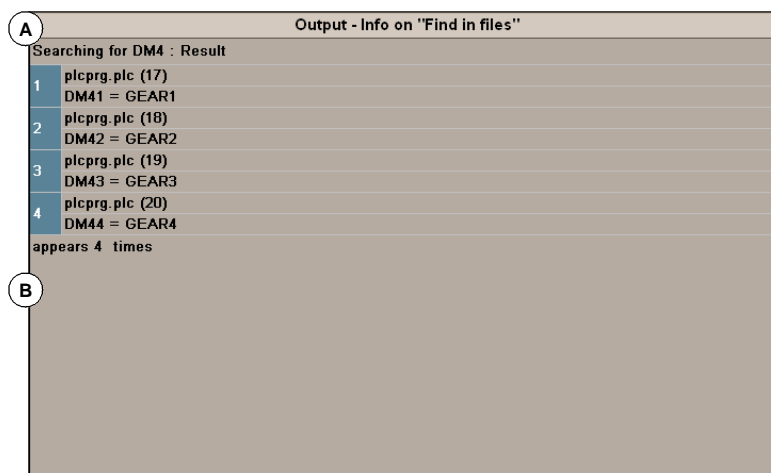 A
Output - Info on "Find in files"
Searching for DM4 : Result
1
plcprg.plc (17)
DM41 = GEAR1
2
plcprg.plc (18)
DM42 = GEAR2
3
plcprg.plc (19)
DM43 = GEAR3
4
plcprg.plc (20)
DM44 = GEAR4
appears 4  times
B